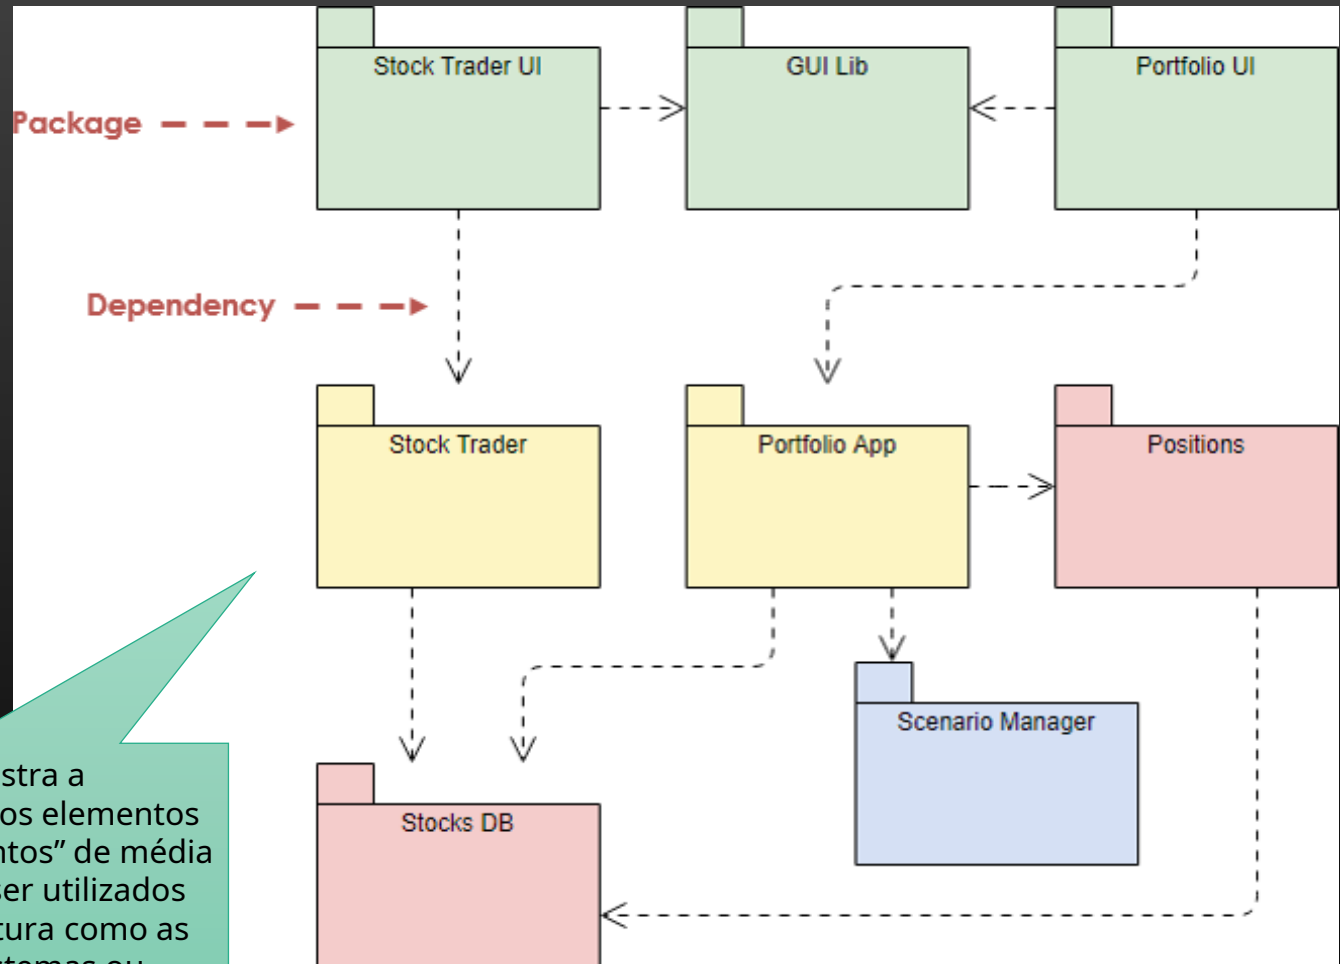 Stock Trader UI
GUI Lib
Portfolio UI
Package
Dependency
Stock Trader
Portfolio App
Positions
Scenario Manager
Stocks DB
stra a
os elementos
ntos” de média
ser utilizados
tura como as